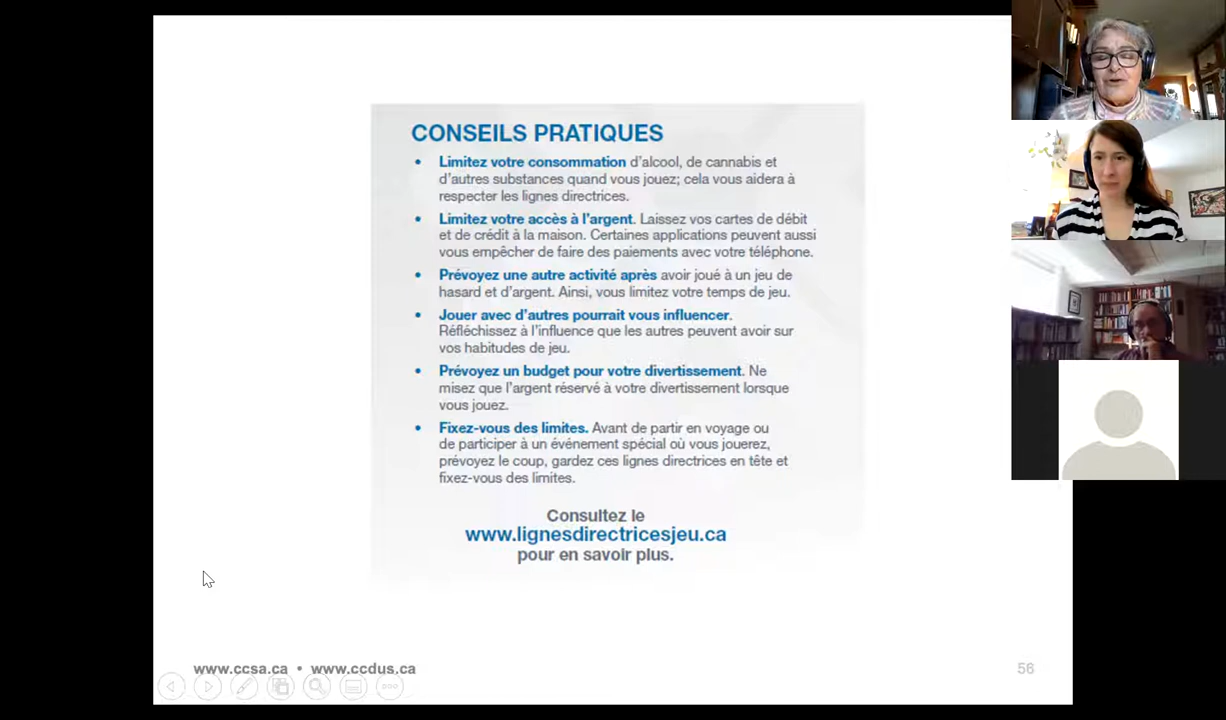 CONSEILS PRATIQUES
• Limitez votre consommation d'alcool, de cannabis et
d'autres substances quand vous jouez; cela vous aidera à
respecter les lignes directrices.
• Limitez votre accès à l'argent. Laissez vos cartes de débit
et de crédit à la maison. Certaines applications peuvent aussi
vous empêcher de faire des paiements avec votre téléphone.
• Prévoyez une autre activité après avoir joué à un jeu de
hasard et d'argent. Ainsi, vous limitez votre temps de jeu.
• Jouer avec d'autres pourrait vous influencer.
Réfléchissez à l'influence que les autres peuvent avoir sur
vos habitudes de jeu.
• Prévoyez un budget pour votre divertissement. Ne
misez que l'argent réservé à votre divertissement lorsque
vous jouez.
• Fixez-vous des limites. Avant de partir en voyage ou
de participer à un événement spécial où vous jouerez,
prévoyez le coup, gardez ces lignes directrices en tête et
fixez-vous des limites.
Consultez le
www.lignesdirectricesjeu.ca
pour en savoir plus.
www.ccsa.ca • www.ccdus.ca
56